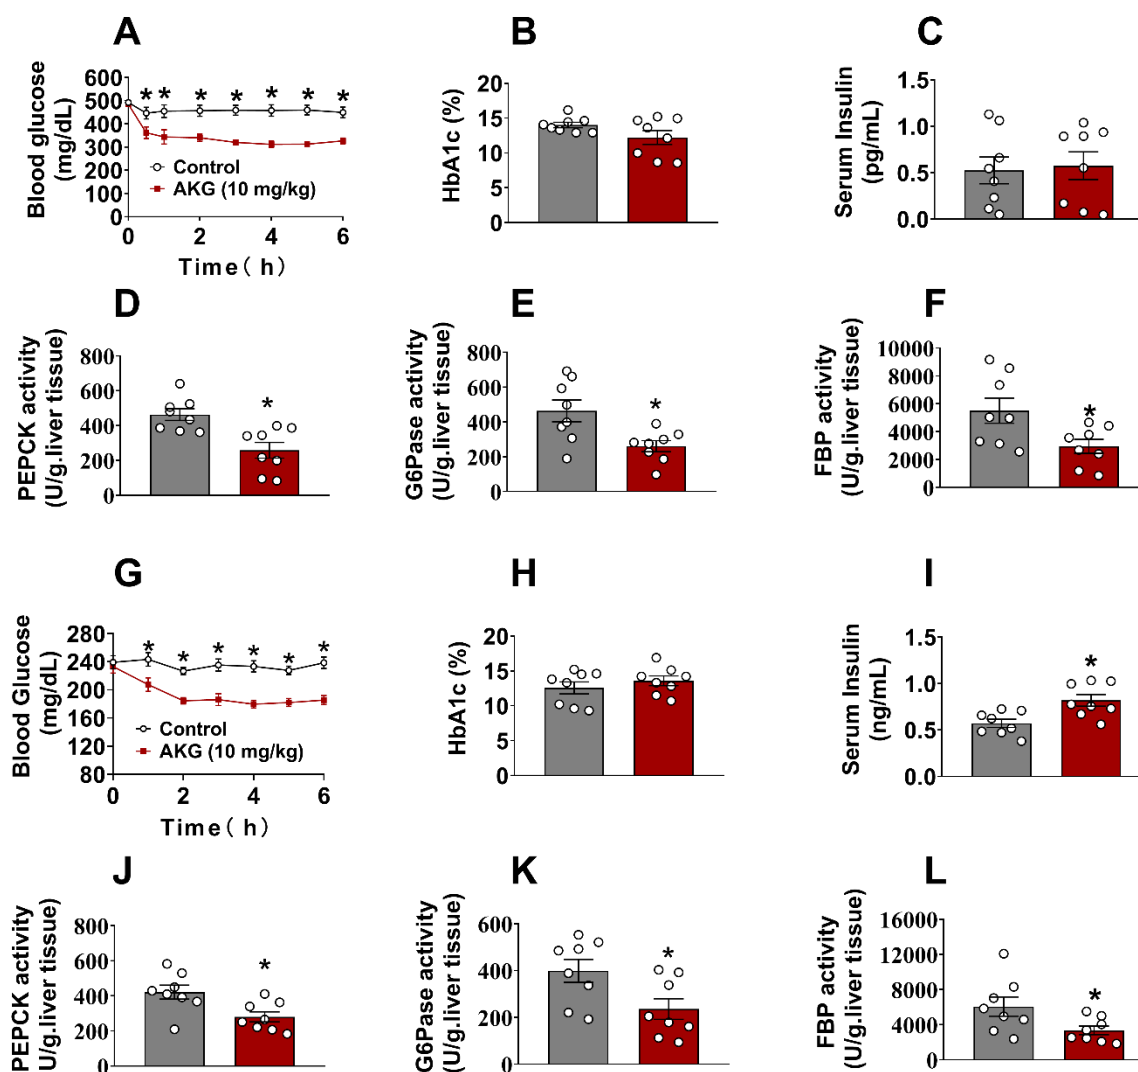 A
Blood glucose
(mg/dL)
600
500
400
300
200
100
0
* * * * * * *
Control
AKG (10 mg/kg)
0 2 4 6
Time( h)
B
HbA1c (%)
20
15
10
5
0
C
Serum Insulin
(pg/mL)
1.5
1.0
0.5
0.0
D
PEPCK activity
(U/g.liver tissue)
800
600
400
200
0
*
E
G6Pase activity
(U/g.liver tissue)
800
600
400
200
0
*
F
FBP activity
(U/g.liver tissue)
10000
8000
6000
4000
2000
0
*
G
Blood Glucose
(mg/dL)
280
240
200
160
120
80
* * * * * *
Control
AKG (10 mg/kg)
0 2 4 6
Time( h)
H
HbA1c (%)
20
15
10
5
0
I
Serum Insulin
(ng/mL)
1.5
1.0
0.5
0.0
*
J
PEPCK activity
U/g.liver tissue)
800
600
400
200
0
*
K
G6Pase activity
(U/g.liver tissue)
600
400
200
0
*
L
FBP activity
(U/g.liver tissue)
16000
12000
8000
4000
0
*